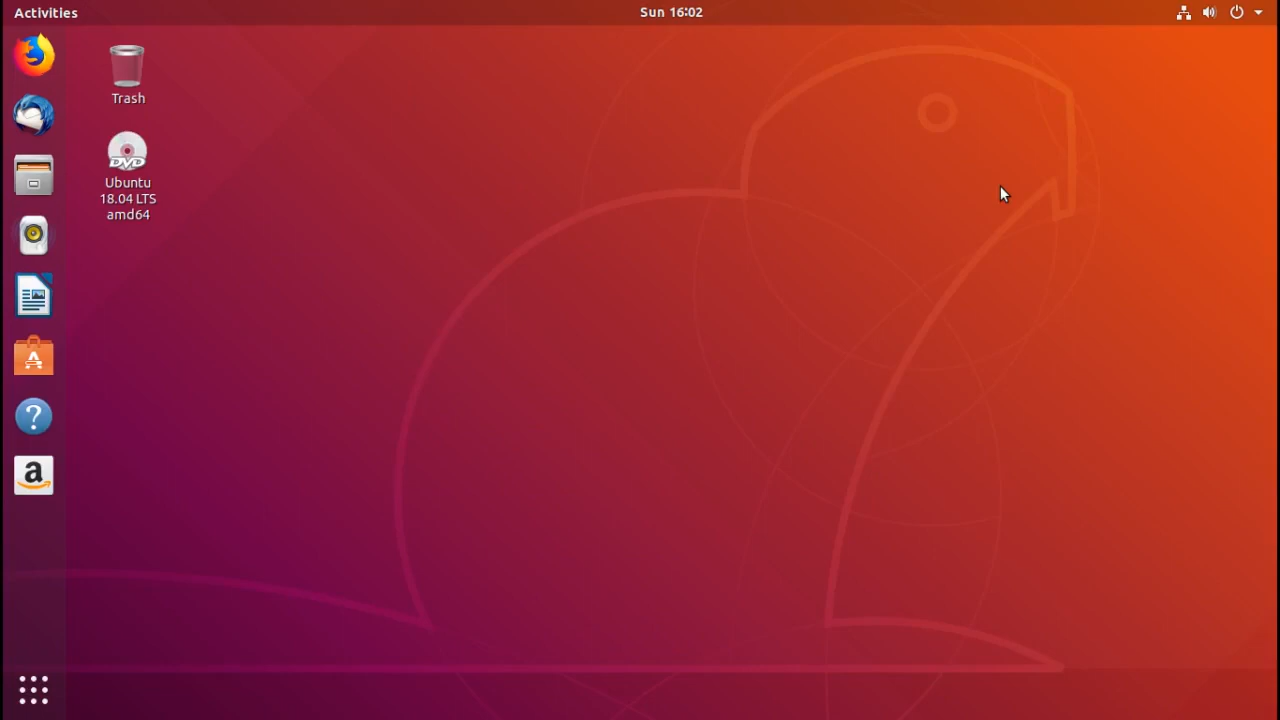 Activities
Sun 16:02
Trash
DVD
Ubuntu
18.04 LTS
amd64
?
a